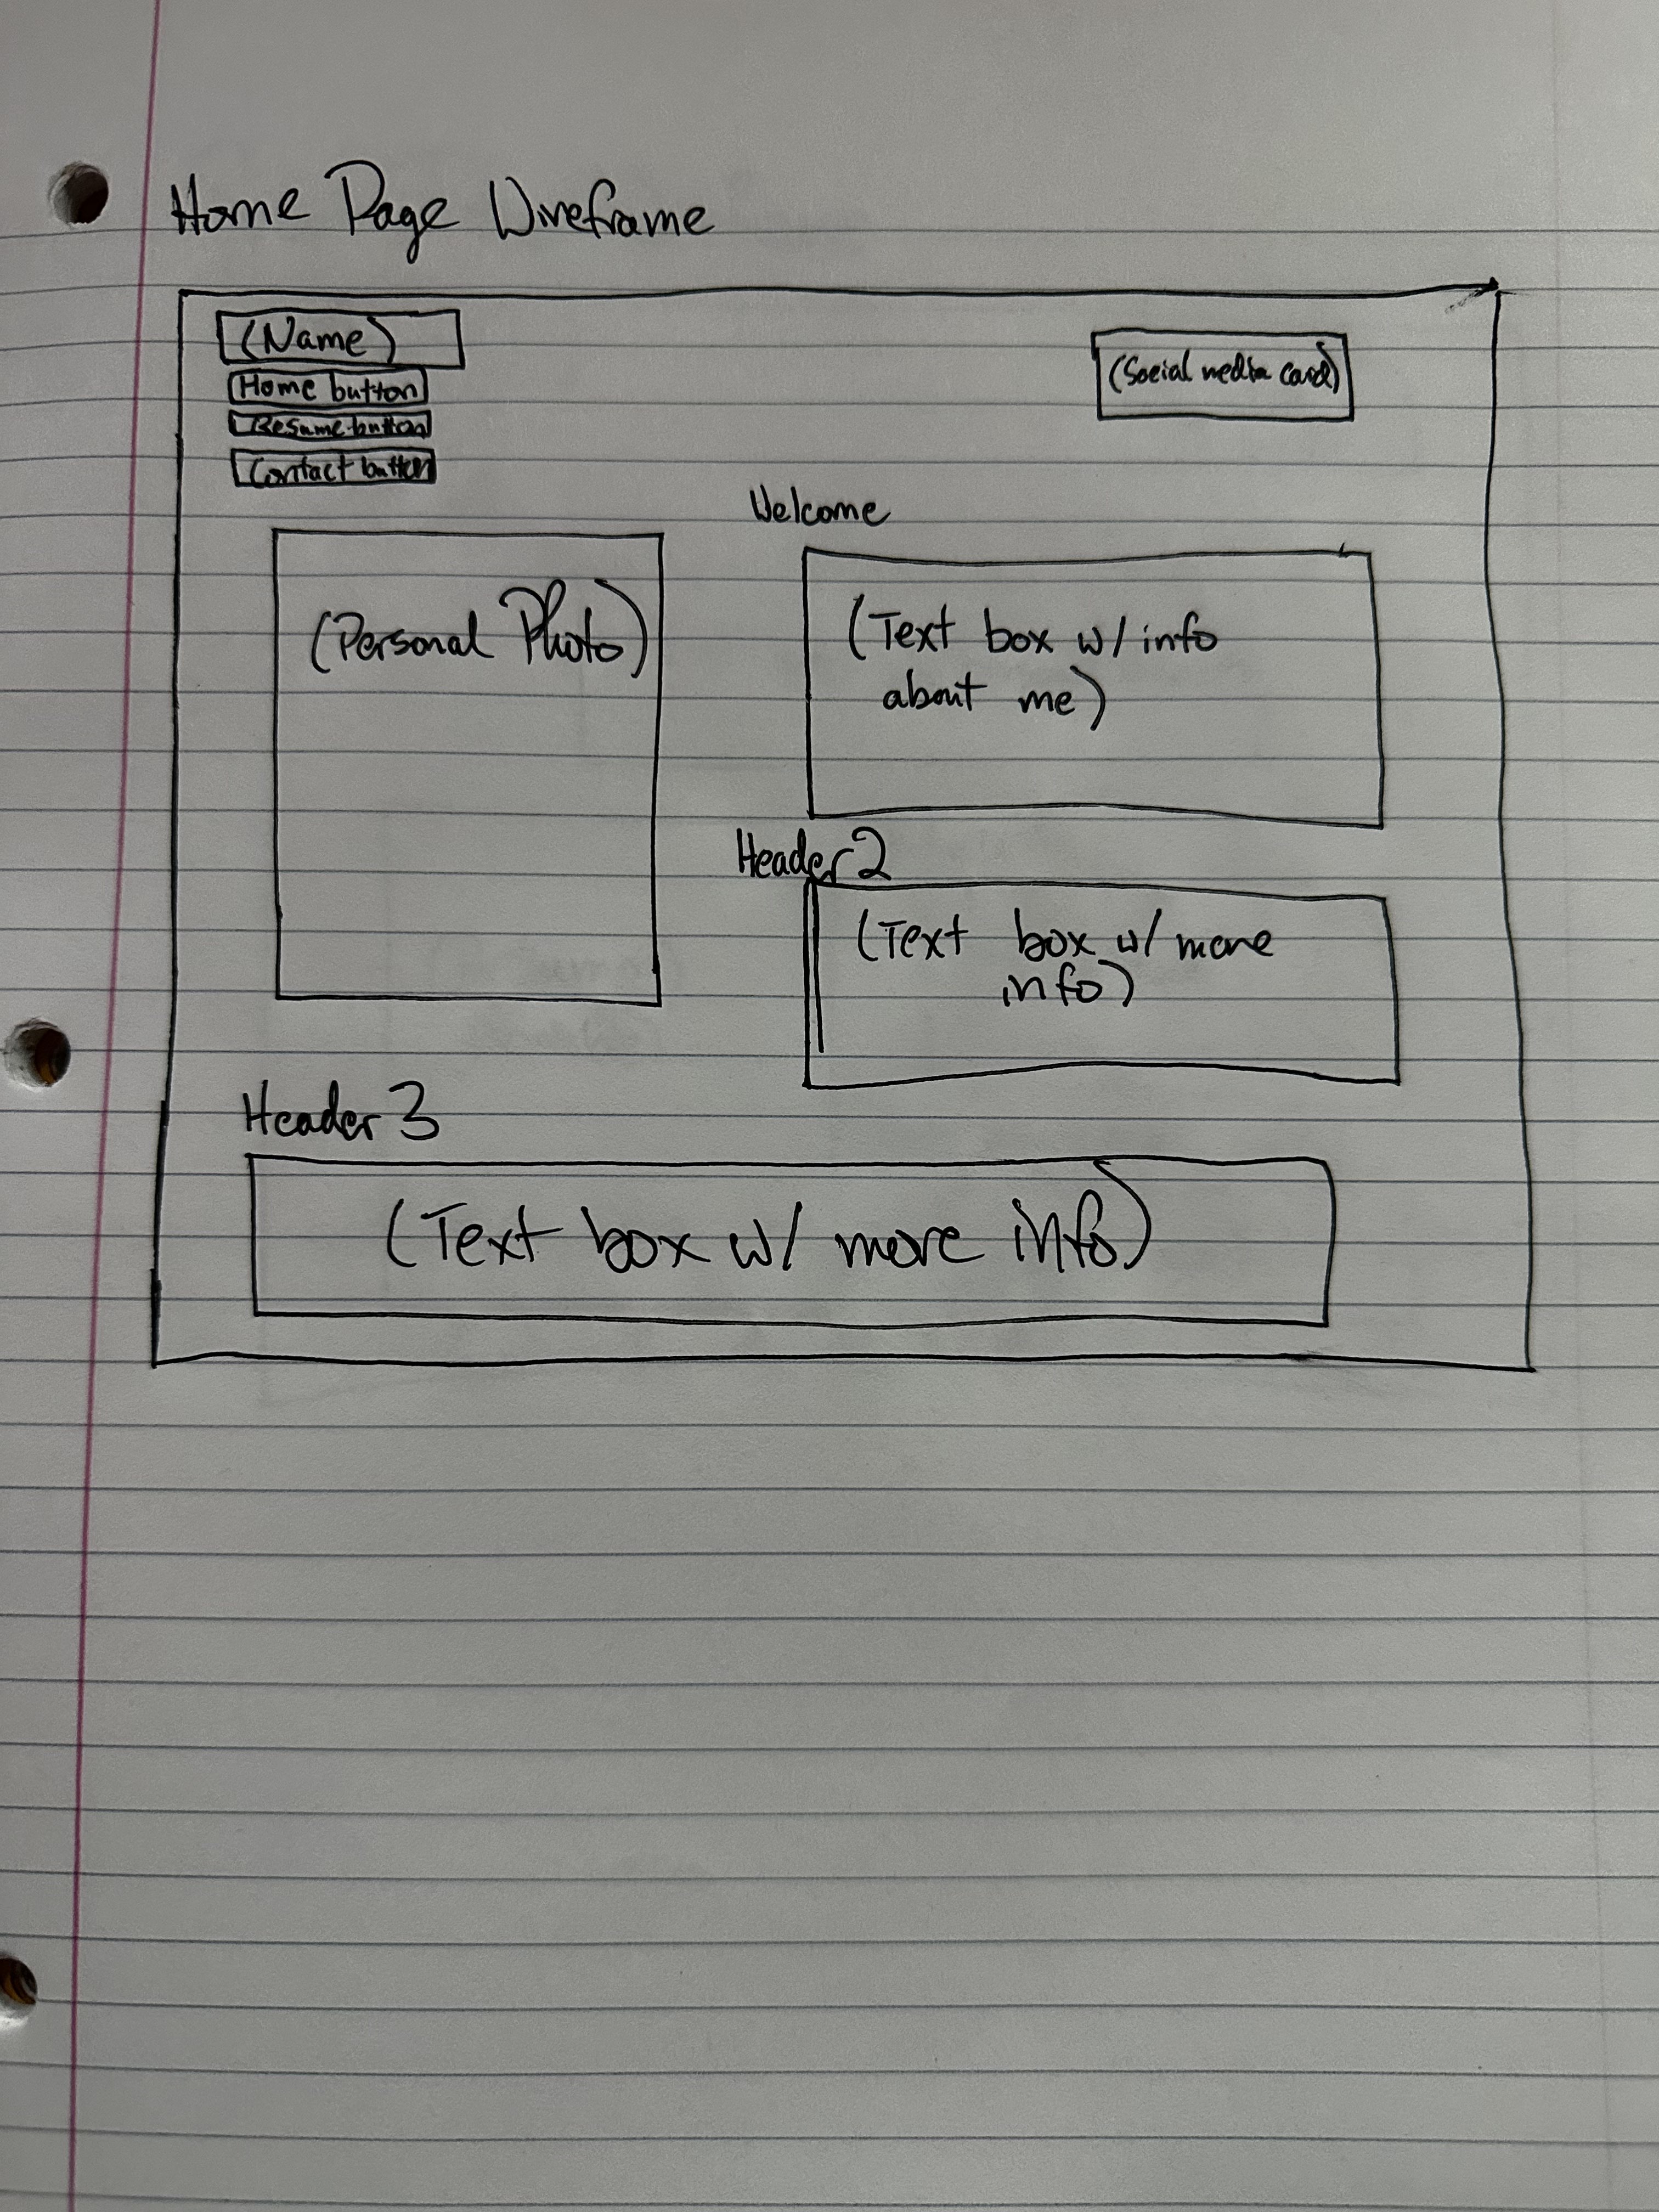 Home Page Wireframe
(Name)
(Social media card)
Home button
Resume button
Contact button
Welcome
(Personal Photo)
(Text box w/ info
about me)
Header 2
(Text box w/ more
info)
Header 3
(Text box w/ more info)